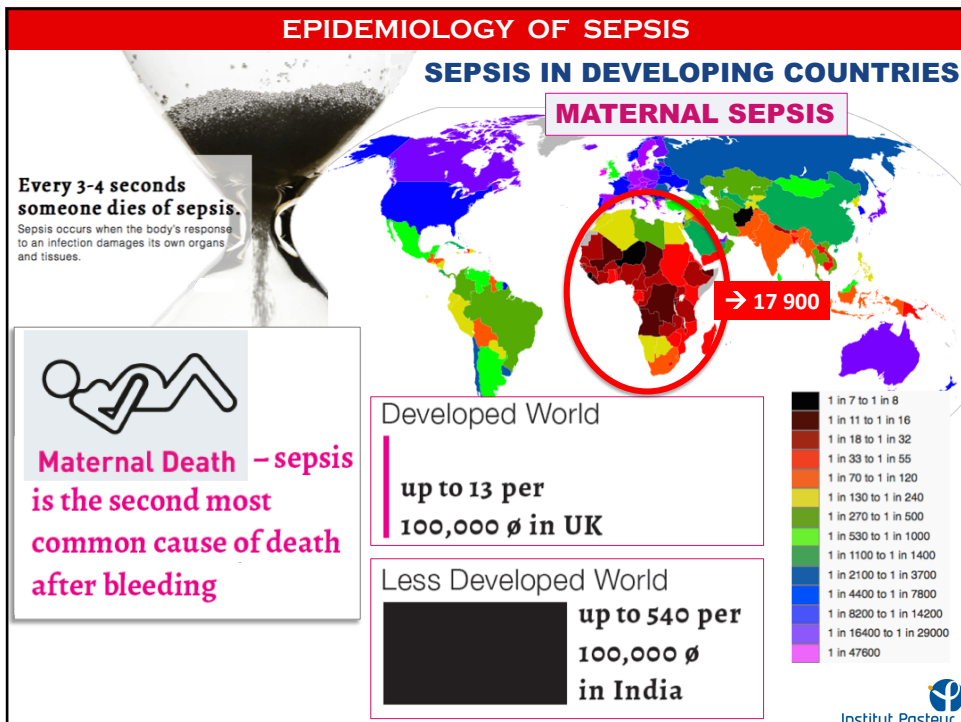 EPIDEMIOLOGY OF SEPSIS
SEPSIS IN DEVELOPING COUNTRIES
MATERNAL SEPSIS
Every 3-4 seconds
someone dies of sepsis.
Sepsis occurs when the body's response
to an infection damages its own organs
and tissues.
→ 17 900
Maternal Death – sepsis
is the second most
common cause of death
after bleeding
Developed World
up to 13 per
100,000 ø in UK
Less Developed World
up to 540 per
100,000 ø
in India
1 in 7 to 1 in 8
1 in 11 to 1 in 16
1 in 18 to 1 in 32
1 in 33 to 1 in 55
1 in 70 to 1 in 120
1 in 130 to 1 in 240
1 in 270 to 1 in 500
1 in 530 to 1 in 1000
1 in 1100 to 1 in 1400
1 in 2100 to 1 in 3700
1 in 4400 to 1 in 7800
1 in 8200 to 1 in 14200
1 in 16400 to 1 in 29000
1 in 47600
Institut Pasteur